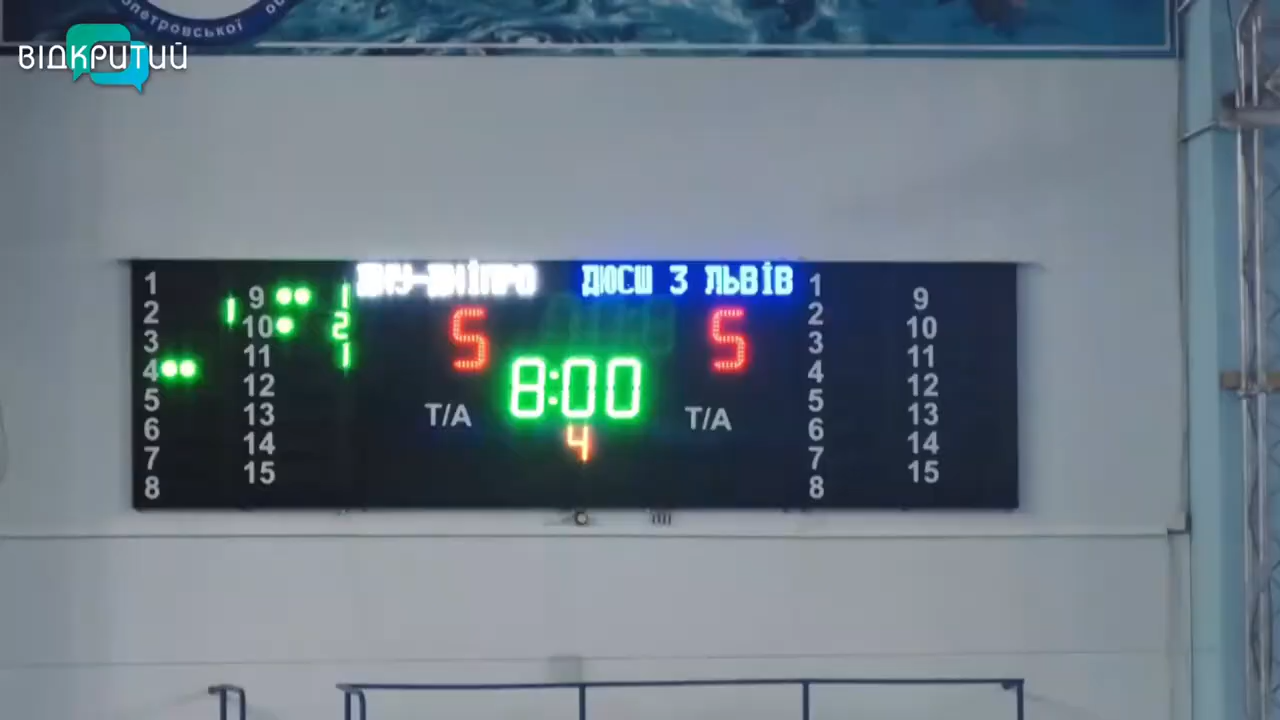 петровської
ВІДКРИТИЙ
ДЮСШ 3 ЛЬВІВ
1 9 1 1 9
2 1 10 2 2 10
3 11 1 5 5 3 11
4 12 8:00 4 12
5 13 Т/А Т/А 5 13
6 14 4 6 14
7 15 7 15
8 8